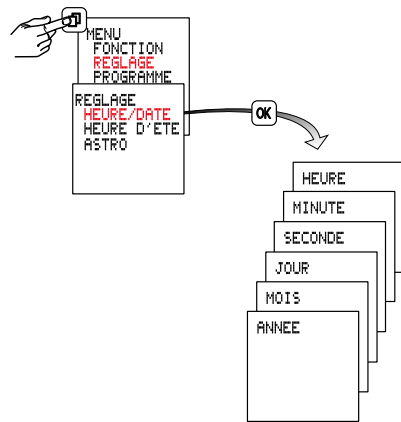 MENU
FONCTION
REGLAGE
PROGRAMME
REGLAGE
HEURE/DATE
HEURE D'ETE
ASTRO
OK
HEURE
MINUTE
SECONDE
JOUR
MOIS
ANNEE